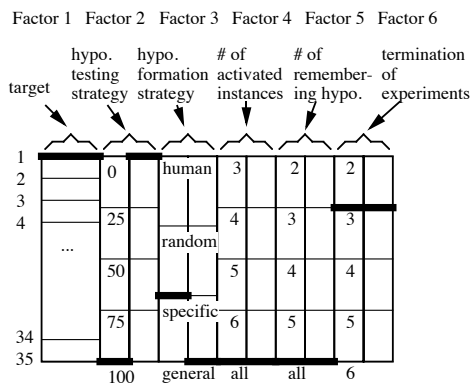 Factor 1 Factor 2 Factor 3 Factor 4 Factor 5 Factor 6
target
hypo.
testing
strategy
hypo.
formation
strategy
# of
activated
instances
# of
remember-
ing hypo.
termination
of
experiments
1 0 human 3 2 2
2
3
4 25 4 3 3
random
...
50 5 4 4
specific
75 6 5 5
34
35
100 general all all 6